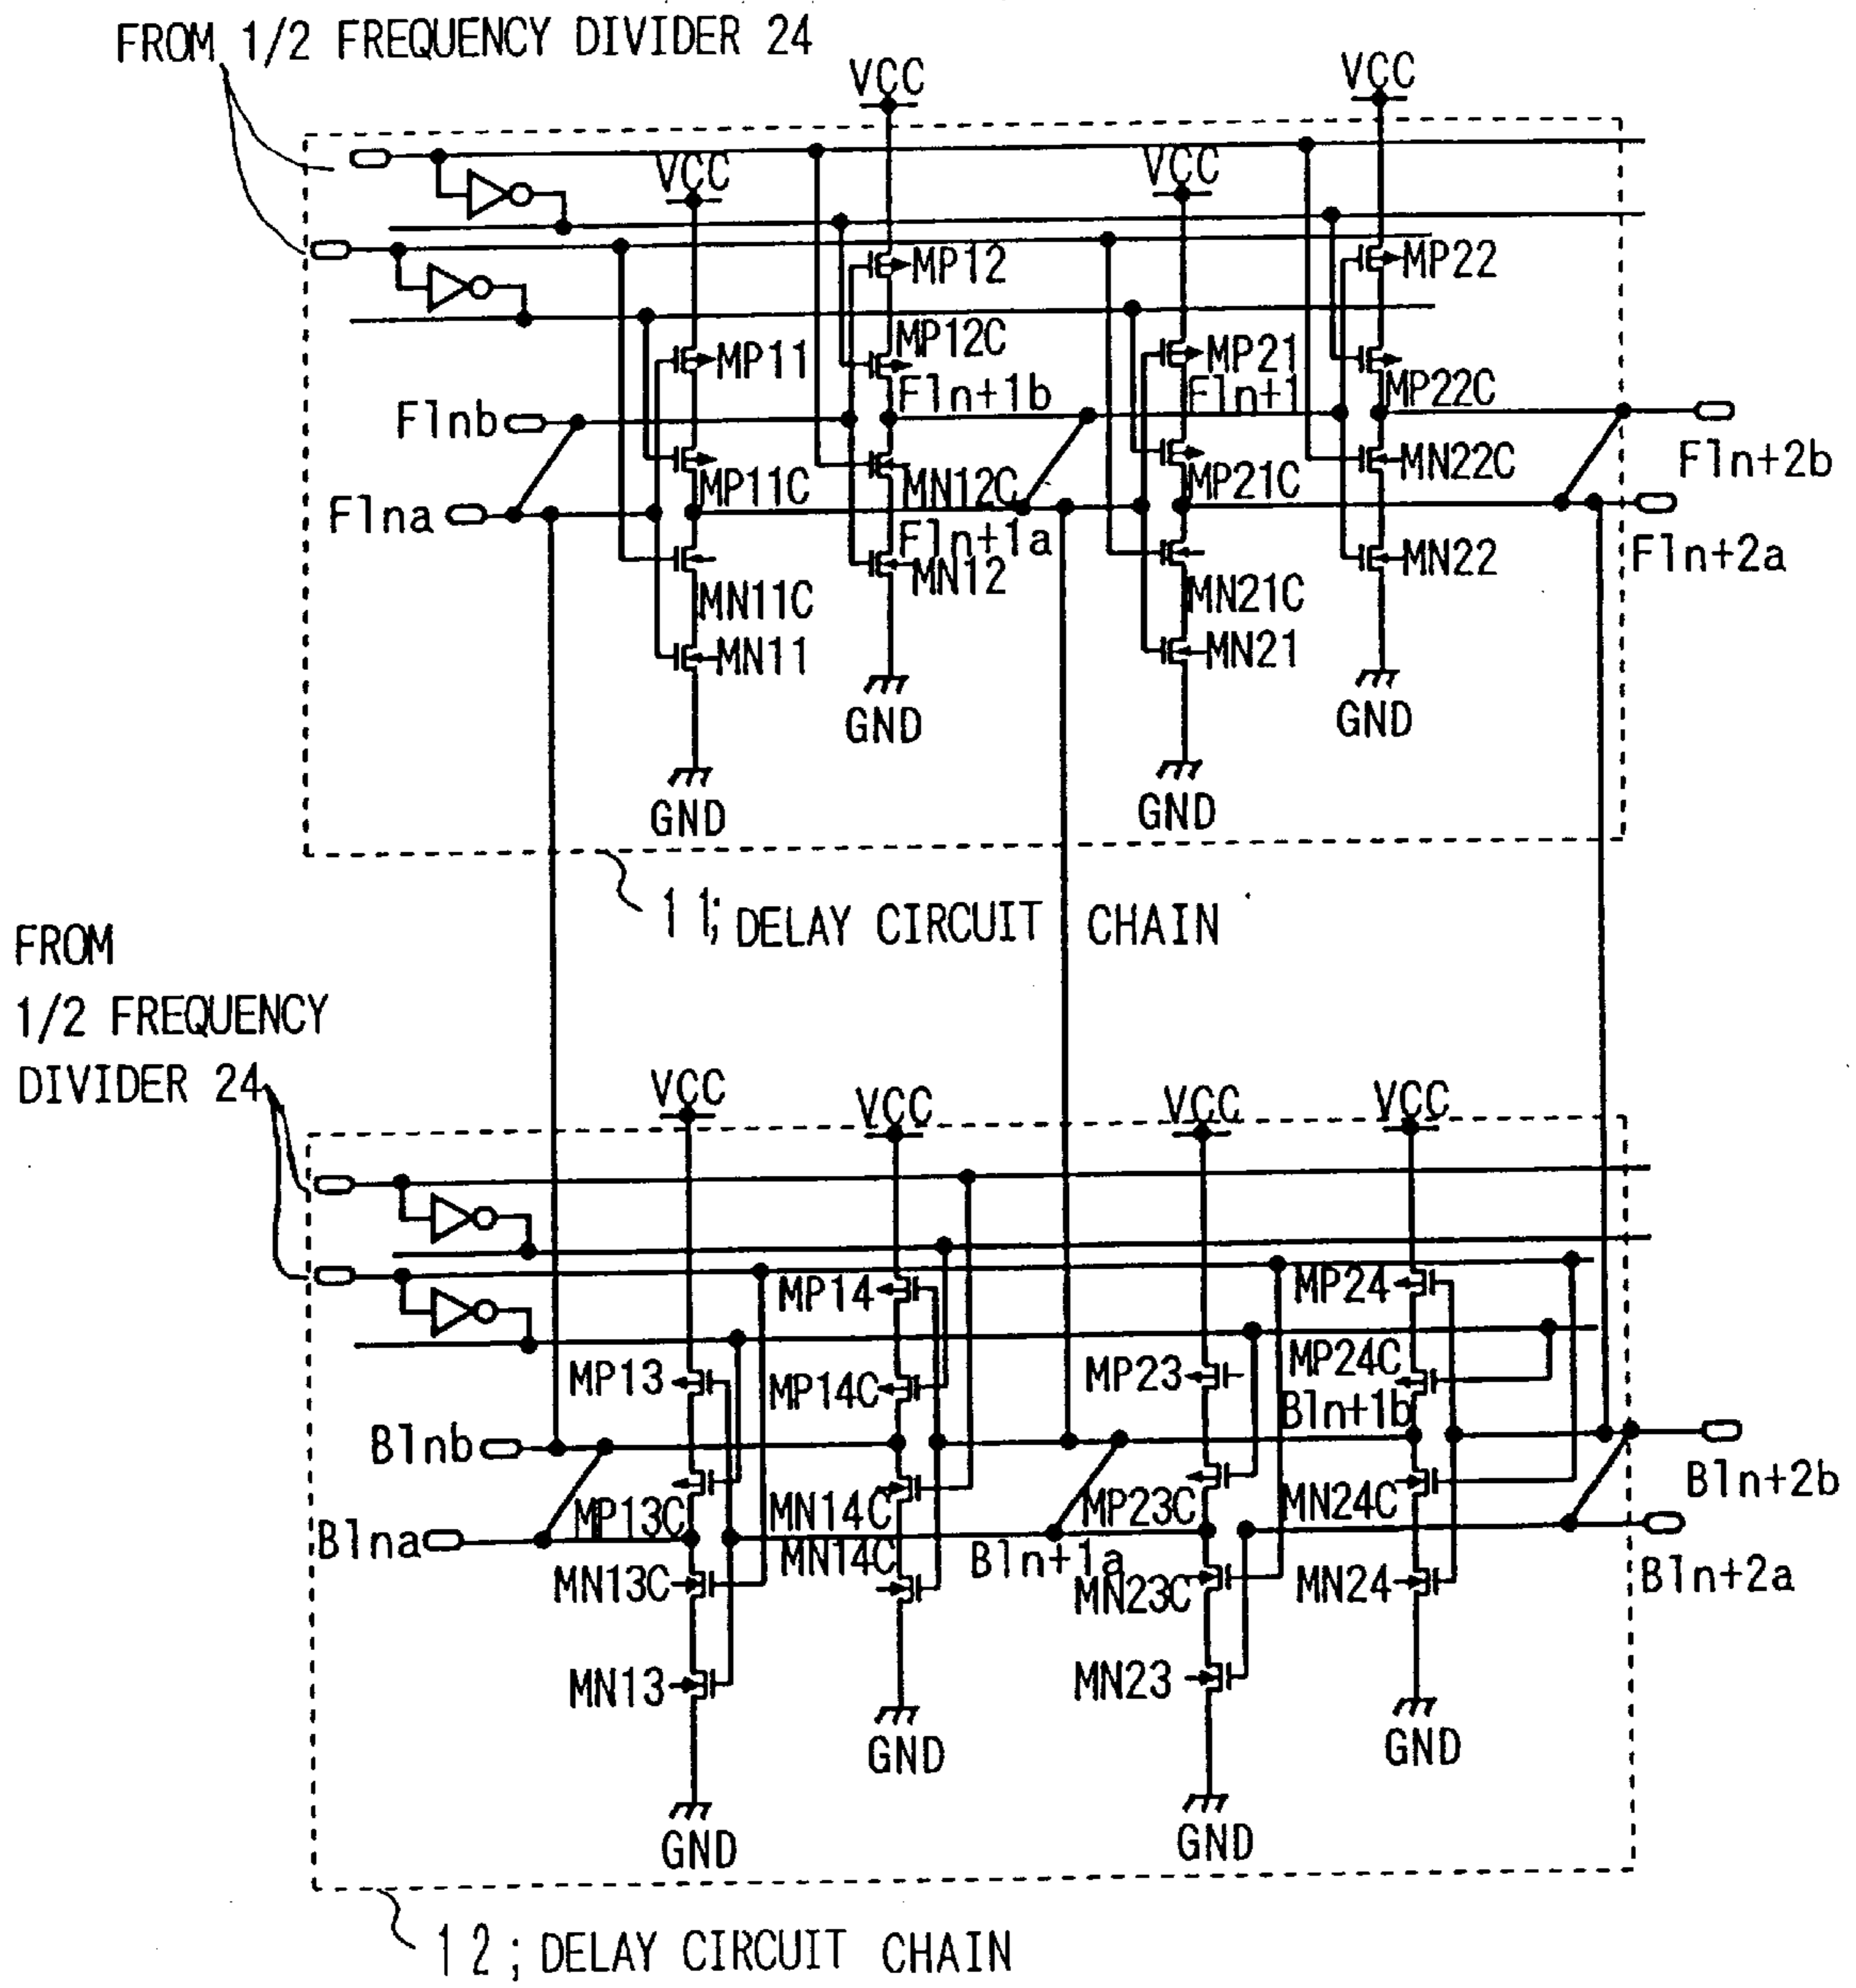 FROM 1/2 FREQUENCY DIVIDER 24
VCC
VCC
VCC
VCC
MP12
MP22
MP12C
MP11
MP21
Fln+1b
Fln+1
MP22C
Flnb
MP11C
MN12C
MP21C
MN22C
Fln+2b
Flna
Fln+1a
MN12
MN22
Fln+2a
MN11C
MN21C
MN11
MN21
GND
GND
GND
GND
11; DELAY CIRCUIT CHAIN
FROM
1/2 FREQUENCY
DIVIDER 24
VCC
VCC
VCC
VCC
MP14
MP24
MP13
MP14C
MP23
MP24C
Bln+1b
Blnb
MP13C
MN14C
MP23C
MN24C
Bln+2b
Blna
MN14C
Bln+1a
MN13C
MN23C
MN24
Bln+2a
MN13
MN23
GND
GND
GND
GND
12; DELAY CIRCUIT CHAIN